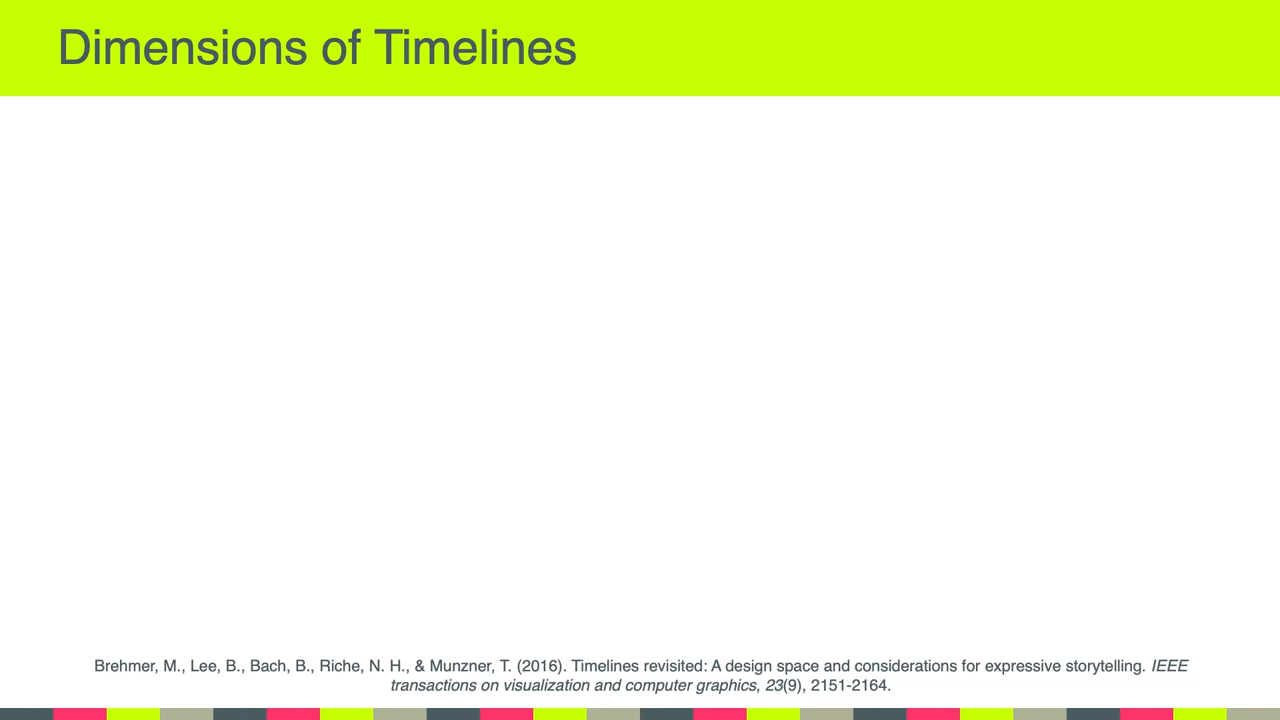 Dimensions of Timelines
Brehmer, M., Lee, B., Bach, B., Riche, N. H., & Munzner, T. (2016). Timelines revisited: A design space and considerations for expressive storytelling. IEEE
transactions on visualization and computer graphics, 23(9), 2151-2164.